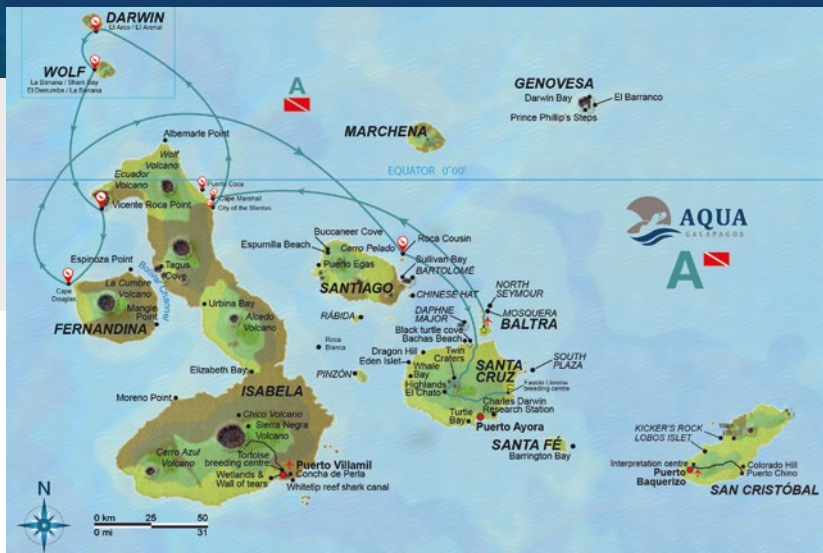 DARWIN
El Arco / El Arenal
WOLF
La Banana / Shark Bay
El Derrumbe / La Banana
A
GENOVESA
Darwin Bay
El Barranco
Prince Phillip's Steps
MARCHENA
Albemarle Point
Wolf
Volcano
Ecuador
Volcano
EQUATOR 0°00'
Puerto Coca
Cape Marshall
City of the Mantas
Vicente Roca Point
AQUA
GALAPAGOS
A
Buccaneer Cove
Espumilla Beach
Cerro Pelado
Roca Cousin
Sullivan Bay
BARTOLOMÉ
Puerto Egas
SANTIAGO
CHINESE HAT
Espinoza Point
Tagus
Cove
Bolivar Channel
Cape
Douglas
La Cumbre
Volcano
Mangle
Point
FERNANDINA
Urbina Bay
Alcedo
Volcano
RÁBIDA
NORTH
SEYMOUR
MOSQUERA
BALTRA
DAPHNE
MAJOR
Black turtle cove
Bachas Beach
Roca
Blanca
Dragon Hill
Eden Islet
Twin
Craters
SANTA
CRUZ
SOUTH
PLAZA
Whale
Bay
Highlands
El Chato
Fausto Llerena
breeding centre
Charles Darwin
Research Station
Elizabeth Bay
PINZÓN
ISABELA
Moreno Point
Turtle
Bay
Puerto Ayora
SANTA FÉ
Barrington Bay
Chico Volcano
Sierra Negra
Volcano
Cerro Azul
Volcano
Tortoise
breeding centre
Puerto Villamil
Concha de Perla
Wetlands &
Wall of tears
Whitetip reef shark canal
KICKER'S ROCK
LOBOS ISLET
Interpretation centre
Puerto
Baquerizo
Colorado Hill
Puerto Chino
SAN CRISTÓBAL
N
0 km 25 50
0 mi 31